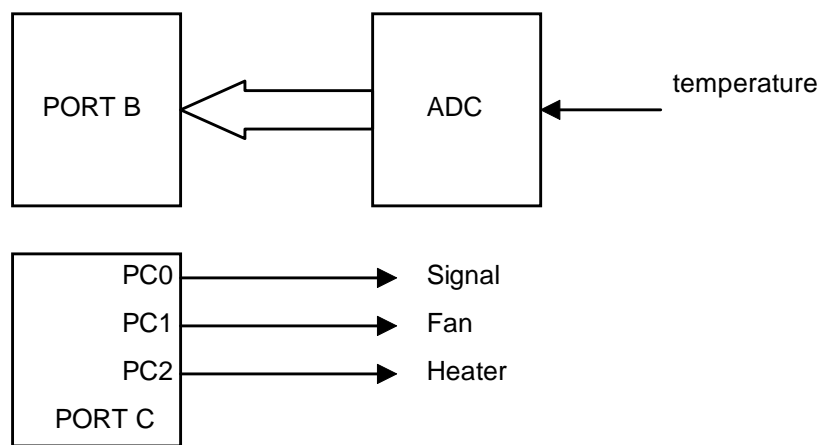 PORT B
ADC
temperature
PC0
Signal
PC1
Fan
PC2
Heater
PORT C